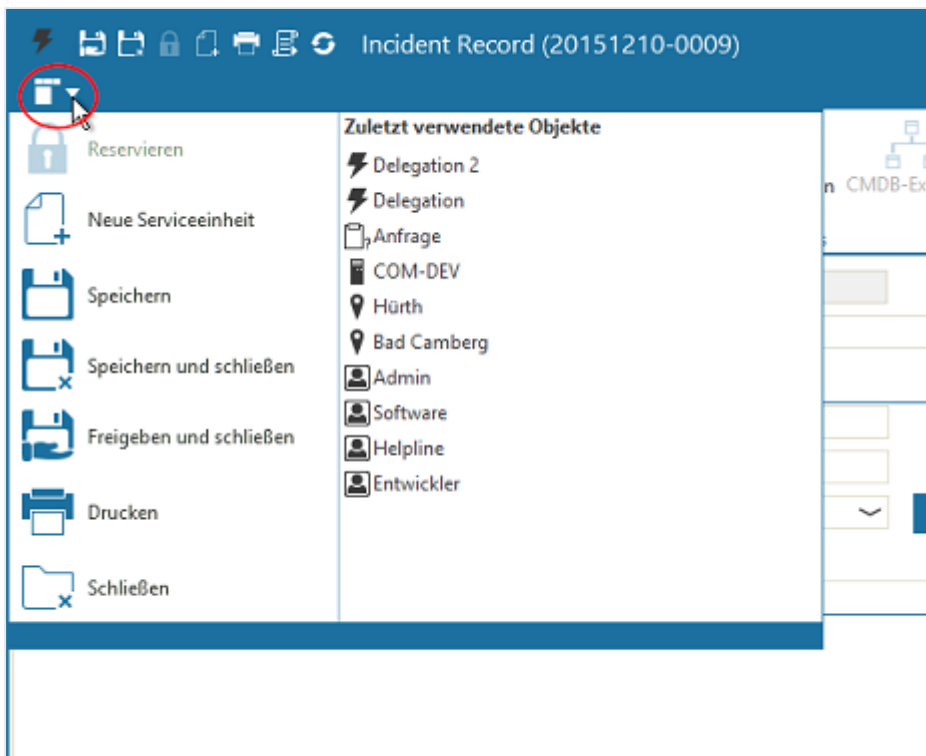 Incident Record (20151210-0009)
Reservieren
Neue Serviceeinheit
Speichern
Speichern und schließen
Freigeben und schließen
Drucken
Schließen
Zuletzt verwendete Objekte
Delegation 2
Delegation
Anfrage
COM-DEV
Hürth
Bad Camberg
Admin
Software
Helpline
Entwickler
n CMDB-Ex